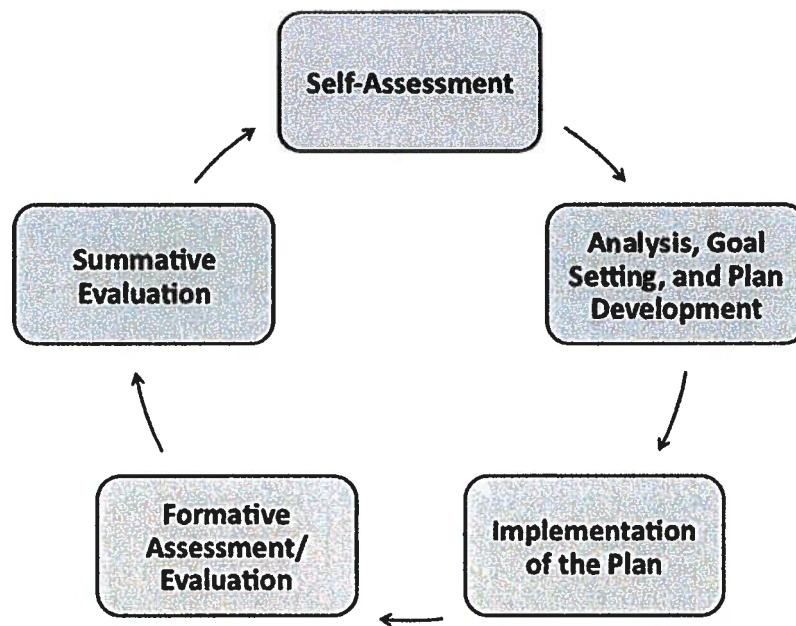 Self-Assessment
Analysis, Goal
Setting, and Plan
Development
Implementation
of the Plan
Formative
Assessment/
Evaluation
Summative
Evaluation